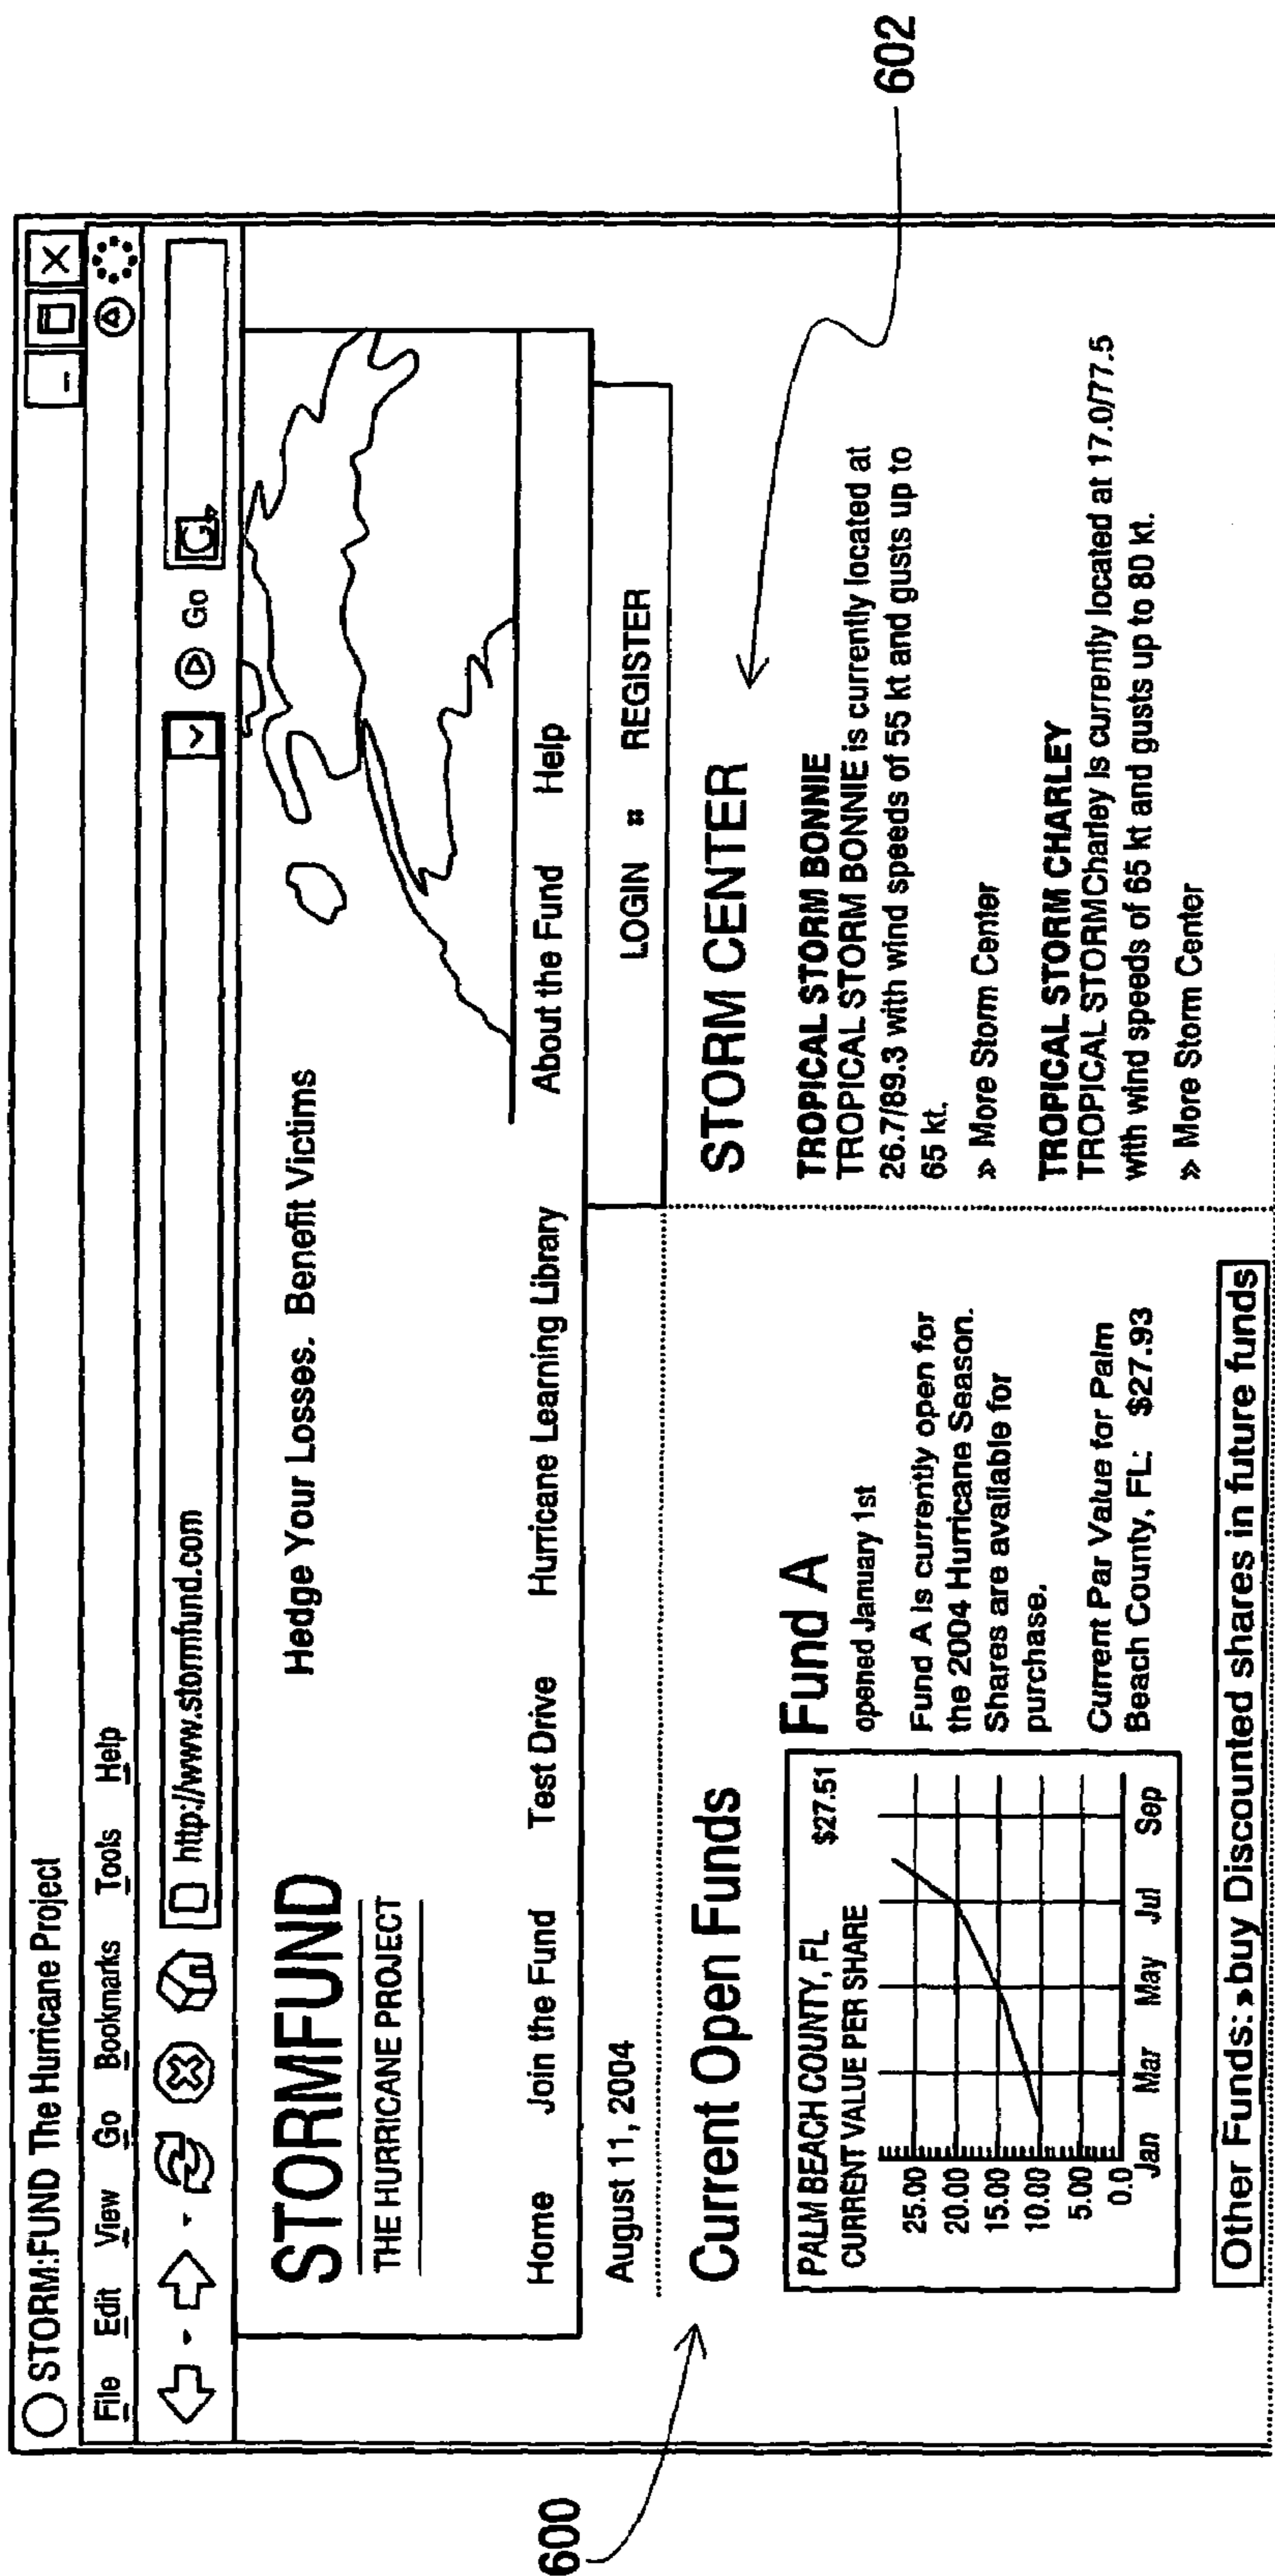 STORM:FUND The Hurricane Project
File Edit View Go Bookmarks Tools Help
http://www.stormfund.com Go
STORMFUND
THE HURRICANE PROJECT
Hedge Your Losses. Benefit Victims
Home Join the Fund Test Drive Hurricane Learning Library About the Fund Help
August 11, 2004
LOGIN :: REGISTER
600
Current Open Funds
PALM BEACH COUNTY, FL $27.51
CURRENT VALUE PER SHARE
25.00
20.00
15.00
10.00
5.00
0.0
Jan Mar May Jul Sep
Fund A
opened January 1st
Fund A is currently open for
the 2004 Hurricane Season.
Shares are available for
purchase.
Current Par Value for Palm
Beach County, FL: $27.93
Other Funds: » buy Discounted shares in future funds
602
STORM CENTER
TROPICAL STORM BONNIE
TROPICAL STORM BONNIE is currently located at
26.7/89.3 with wind speeds of 55 kt and gusts up to
65 kt.
» More Storm Center
TROPICAL STORM CHARLEY
TROPICAL STORMCharley is currently located at 17.0/77.5
with wind speeds of 65 kt and gusts up to 80 kt.
» More Storm Center